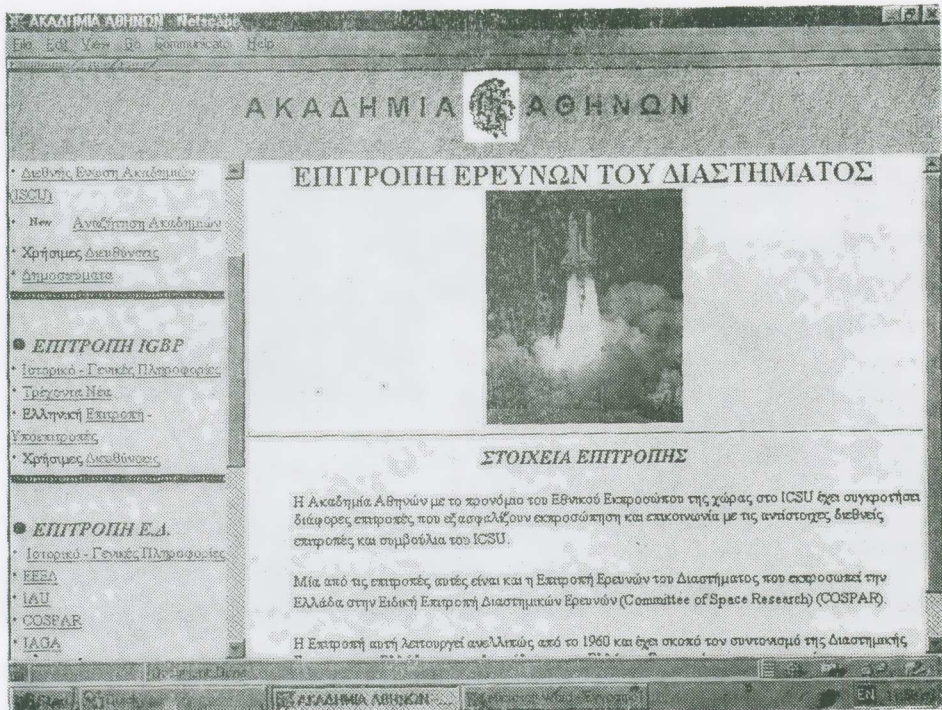 ΑΚΑΔΗΜΙΑ ΑΘΗΝΩΝ - Netscape
File Edit View Go Communicator Help
ΑΚΑΔΗΜΙΑ ΑΘΗΝΩΝ
• Διεθνής Ενωση Ακαδημιών
(ISCU)
• New Αναζήτηση Ακαδημιών
• Χρήσιμες Διευθύνσεις
• Δημοσιεύματα
• ΕΠΙΤΡΟΠΗ IGBP
• Ιστορικό - Γενικές Πληροφορίες
• Τρέχοντα Νέα
• Ελληνική Επιτροπή -
Υποεπιτροπές
• Χρήσιμες Διευθύνσεις
• ΕΠΙΤΡΟΠΗ Ε.Δ.
• Ιστορικό - Γενικές Πληροφορίες
• ΕΕΕΔ
• IAU
• COSPAR
• IAGA
ΕΠΙΤΡΟΠΗ ΕΡΕΥΝΩΝ ΤΟΥ ΔΙΑΣΤΗΜΑΤΟΣ
ΣΤΟΙΧΕΙΑ ΕΠΙΤΡΟΠΗΣ
Η Ακαδημία Αθηνών με το προνόμιο του Εθνικού Εκπροσώπου της χώρας στο ICSU έχει συγκροτήσει
διάφορες επιτροπές που εξασφαλίζουν εκπροσώπηση και επικοινωνία με τις αντίστοιχες διεθνείς
επιτροπές και συμβούλια του ICSU.
Μία από τις επιτροπές αυτές είναι και η Επιτροπή Ερευνών του Διαστήματος που εκπροσωπεί την
Ελλάδα στην Ειδική Επιτροπή Διαστημικών Ερευνών (Committee of Space Research) (COSPAR).
Η Επιτροπή αυτή λειτουργεί ανελλιπώς από το 1960 και έχει σκοπό τον συντονισμό της Διαστημικής
Document Done
Start ΑΚΑΔΗΜΙΑ ΑΘΗΝΩΝ -... Microsoft Word - EN